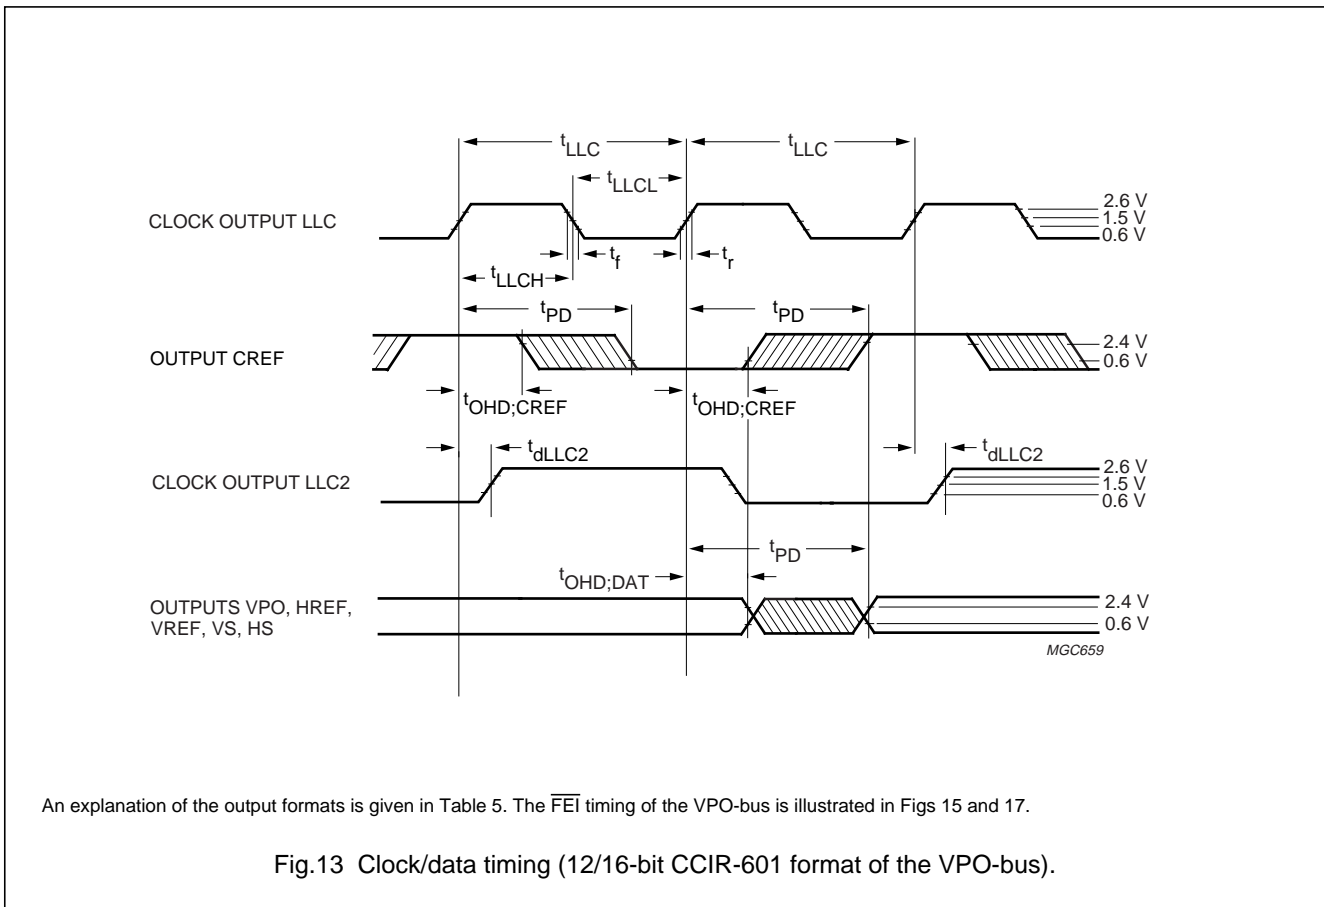 tLLC
tLLC
tLLCL
CLOCK OUTPUT LLC
2.6 V
1.5 V
0.6 V
tf
tr
tLLCH
tPD
tPD
OUTPUT CREF
2.4 V
0.6 V
tOHD;CREF
tOHD;CREF
tdLLC2
tdLLC2
CLOCK OUTPUT LLC2
2.6 V
1.5 V
0.6 V
tPD
tOHD;DAT
OUTPUTS VPO, HREF,
VREF, VS, HS
2.4 V
0.6 V
MGC659
An explanation of the output formats is given in Table 5. The F̅E̅I̅ timing of the VPO-bus is illustrated in Figs 15 and 17.
Fig.13 Clock/data timing (12/16-bit CCIR-601 format of the VPO-bus).